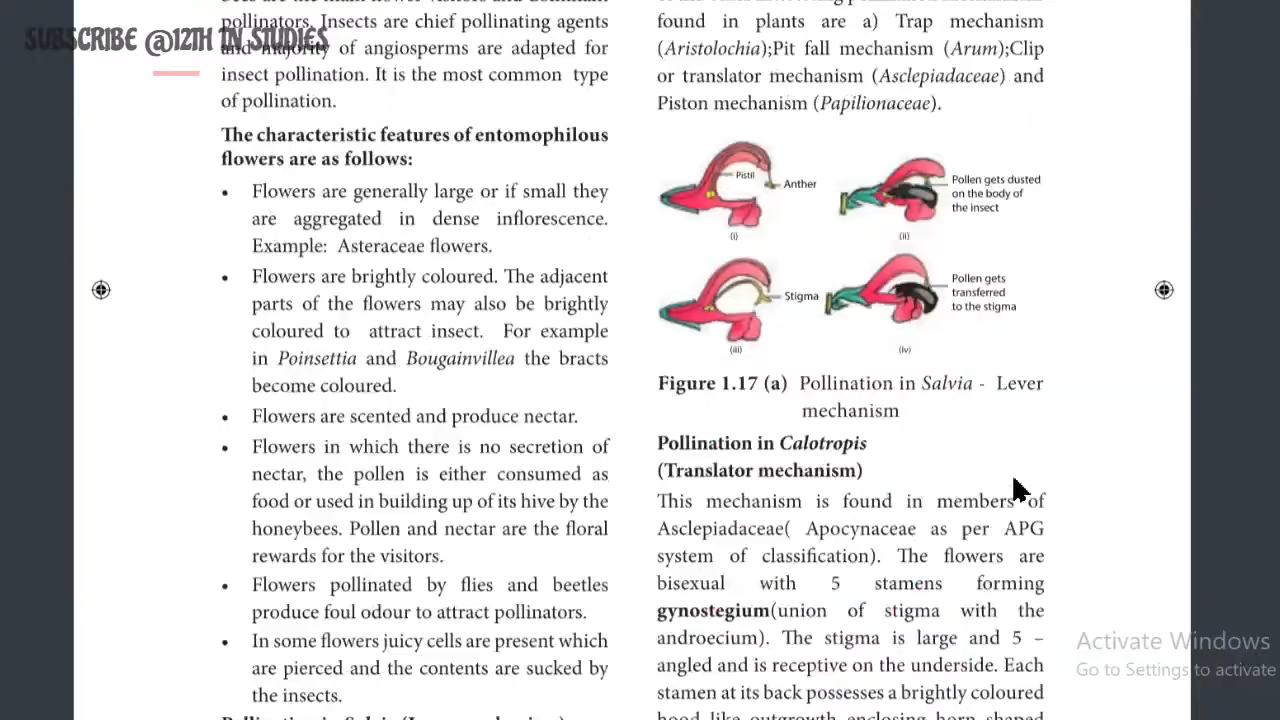 SUBSCRIBE @12TH TN STUDIES
pollinators. Insects are chief pollinating agents
and majority of angiosperms are adapted for
insect pollination. It is the most common type
of pollination.
The characteristic features of entomophilous
flowers are as follows:
• Flowers are generally large or if small they
are aggregated in dense inflorescence.
Example: Asteraceae flowers.
• Flowers are brightly coloured. The adjacent
parts of the flowers may also be brightly
coloured to attract insect. For example
in Poinsettia and Bougainvillea the bracts
become coloured.
• Flowers are scented and produce nectar.
• Flowers in which there is no secretion of
nectar, the pollen is either consumed as
food or used in building up of its hive by the
honeybees. Pollen and nectar are the floral
rewards for the visitors.
• Flowers pollinated by flies and beetles
produce foul odour to attract pollinators.
• In some flowers juicy cells are present which
are pierced and the contents are sucked by
the insects.
found in plants are a) Trap mechanism
(Aristolochia);Pit fall mechanism (Arum);Clip
or translator mechanism (Asclepiadaceae) and
Piston mechanism (Papilionaceae).
Pistil
Anther
(i)
Pollen gets dusted
on the body of
the insect
(ii)
Stigma
(iii)
Pollen gets
transferred
to the stigma
(iv)
Figure 1.17 (a) Pollination in Salvia - Lever
mechanism
Pollination in Calotropis
(Translator mechanism)
This mechanism is found in members of
Asclepiadaceae( Apocynaceae as per APG
system of classification). The flowers are
bisexual with 5 stamens forming
gynostegium(union of stigma with the
androecium). The stigma is large and 5 –
angled and is receptive on the underside. Each
stamen at its back possesses a brightly coloured
hood like outgrowth enclosing horn shaped
Activate Windows
Go to Settings to activate